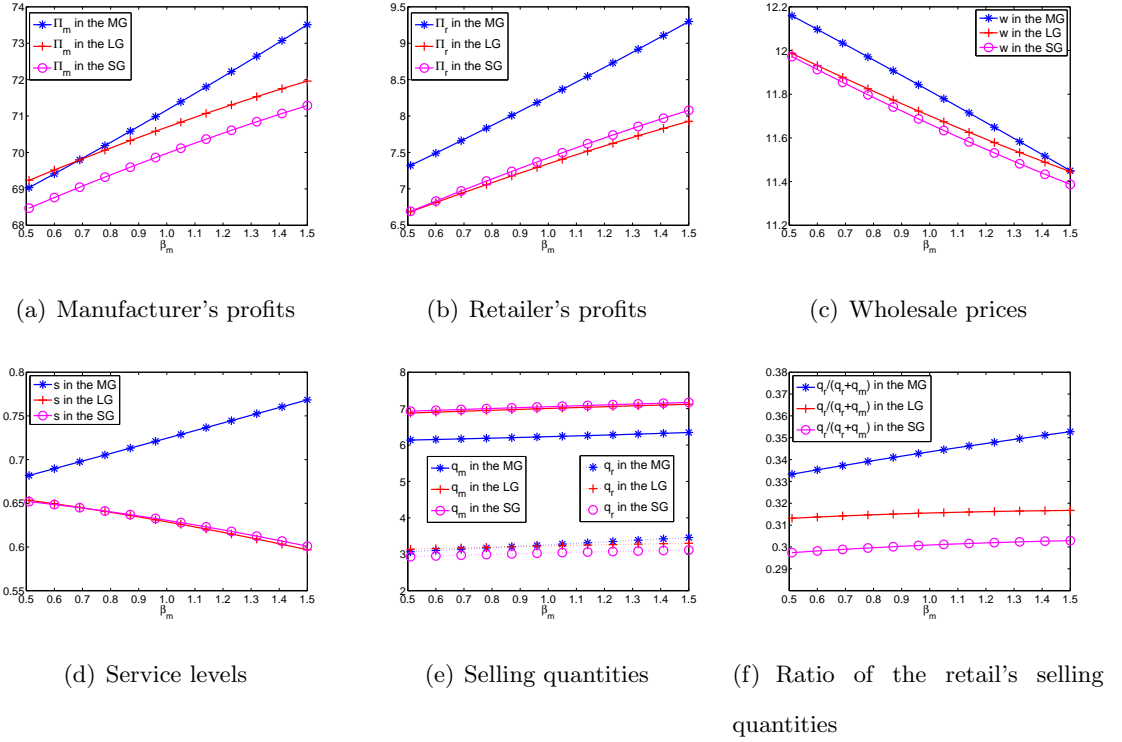 74
73
72
71
70
69
68
0.5 0.6 0.7 0.8 0.9 1.0 1.1 1.2 1.3 1.4 1.5
β_m
Π_m in the MG
Π_m in the LG
Π_m in the SG
(a) Manufacturer's profits
9.5
9
8.5
8
7.5
7
6.5
0.5 0.6 0.7 0.8 0.9 1.0 1.1 1.2 1.3 1.4 1.5
β_m
Π_r in the MG
Π_r in the LG
Π_r in the SG
(b) Retailer's profits
12.2
12
11.8
11.6
11.4
11.2
0.5 0.6 0.7 0.8 0.9 1.0 1.1 1.2 1.3 1.4 1.5
β_m
w in the MG
w in the LG
w in the SG
(c) Wholesale prices
0.8
0.75
0.7
0.65
0.6
0.55
0.5 0.6 0.7 0.8 0.9 1.0 1.1 1.2 1.3 1.4 1.5
β_m
s in the MG
s in the LG
s in the SG
(d) Service levels
8
7
6
5
4
3
2
0.5 0.6 0.7 0.8 0.9 1.0 1.1 1.2 1.3 1.4 1.5
β_m
q_m in the MG
q_m in the LG
q_m in the SG
q_r in the MG
q_r in the LG
q_r in the SG
(e) Selling quantities
0.38
0.37
0.36
0.35
0.34
0.33
0.32
0.31
0.3
0.29
0.5 0.6 0.7 0.8 0.9 1.0 1.1 1.2 1.3 1.4 1.5
β_m
q_r/(q_r+q_m) in the MG
q_r/(q_r+q_m) in the LG
q_r/(q_r+q_m) in the SG
(f) Ratio of the retail's selling
quantities